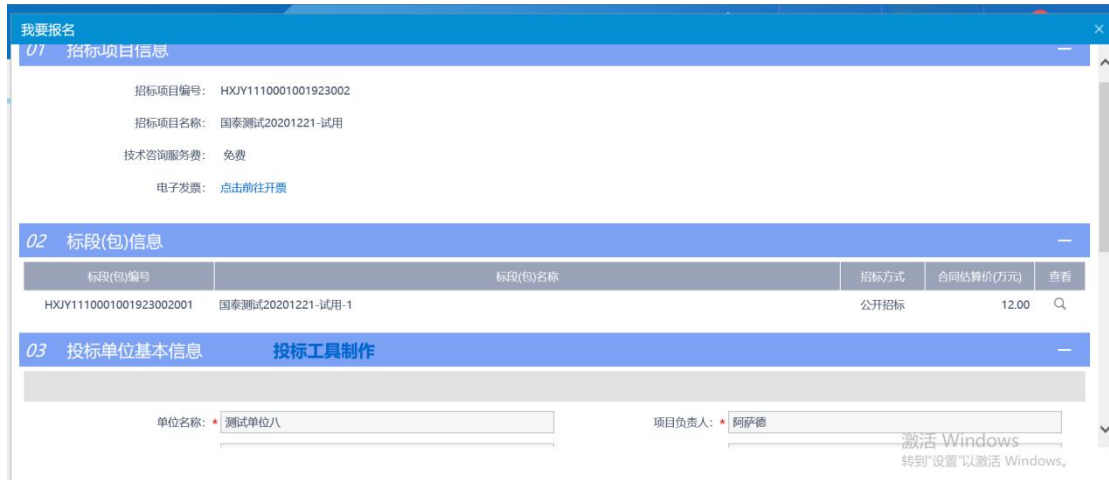 我要报名
01 招标项目信息
招标项目编号： HXJY1110001001923002
招标项目名称： 国泰测试20201221-试用
技术咨询服务费： 免费
电子发票： 点击前往开票
02 标段(包)信息
标段(包)编号 标段(包)名称 招标方式 合同估算价(万元) 查看
HXJY1110001001923002001 国泰测试20201221-试用-1 公开招标 12.00
03 投标单位基本信息 投标工具制作
单位名称：* 测试单位八 项目负责人：* 阿萨德
激活 Windows
转到"设置"以激活 Windows。